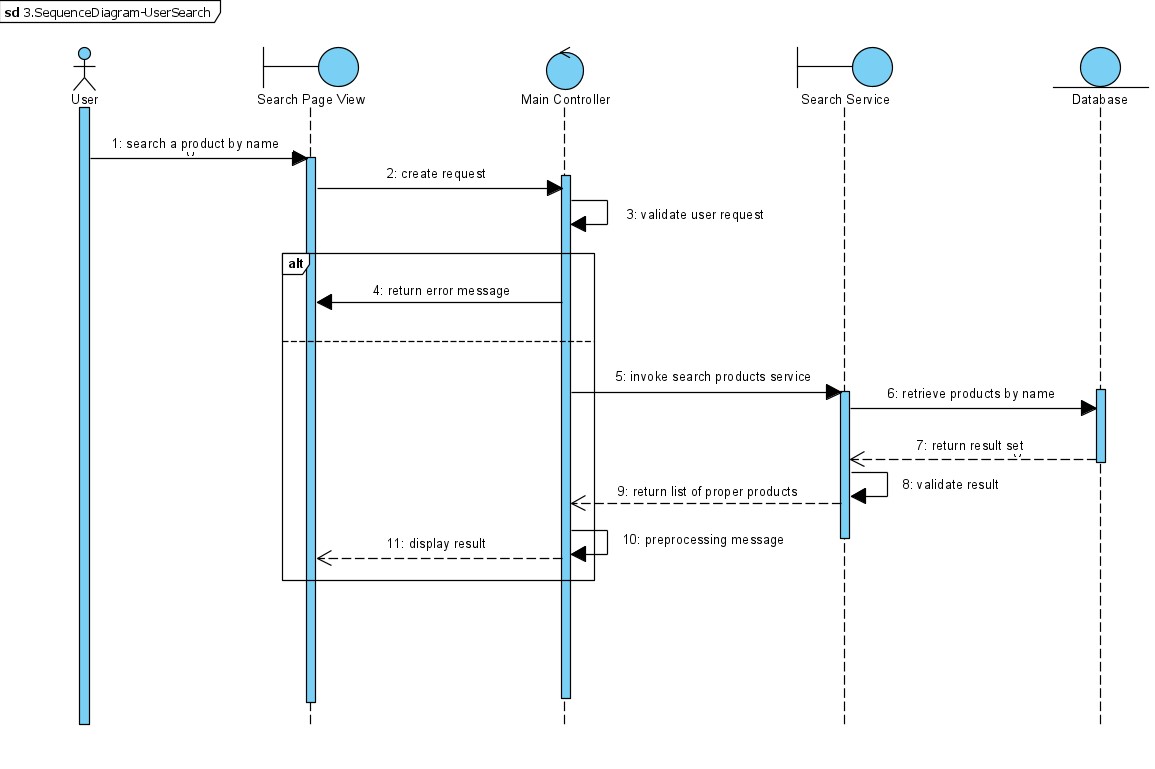 sd 3.SequenceDiagram-UserSearch
User
Search Page View
Main Controller
Search Service
Database
1: search a product by name
2: create request
3: validate user request
alt
4: return error message
5: invoke search products service
6: retrieve products by name
7: return result set
8: validate result
9: return list of proper products
10: preprocessing message
11: display result